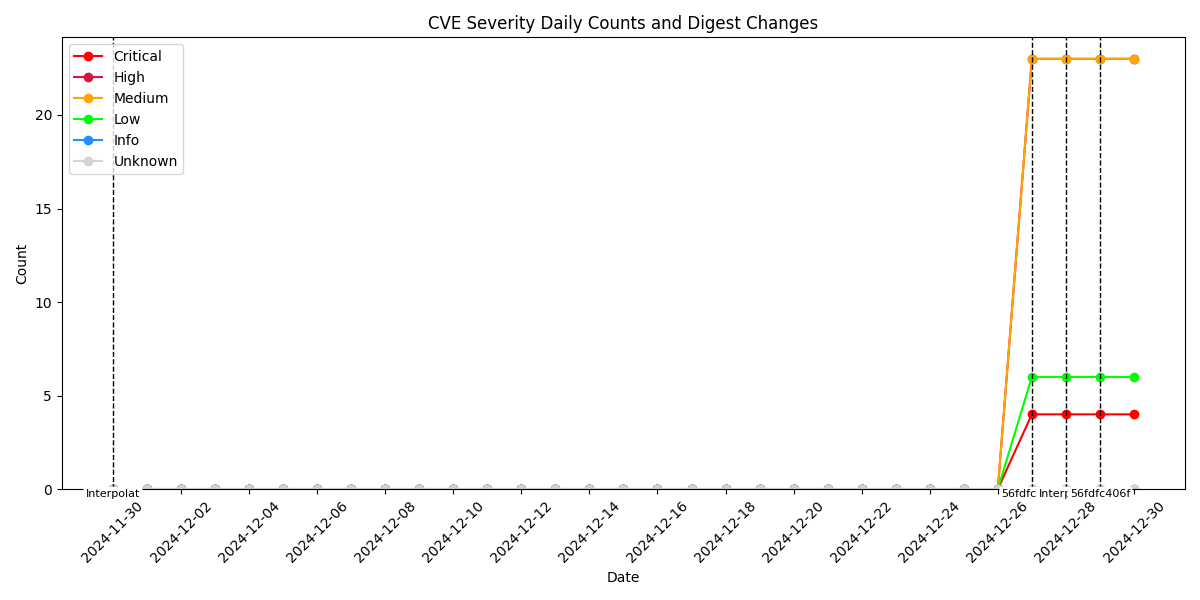 CVE Severity Daily Counts and Digest Changes
Critical
High
Medium
Low
Info
Unknown
Count
20
15
10
5
0
Interpolat
56fdfc
Inter
56fdfc406f
2024-11-30
2024-12-02
2024-12-04
2024-12-06
2024-12-08
2024-12-10
2024-12-12
2024-12-14
2024-12-16
2024-12-18
2024-12-20
2024-12-22
2024-12-24
2024-12-26
2024-12-28
2024-12-30
Date